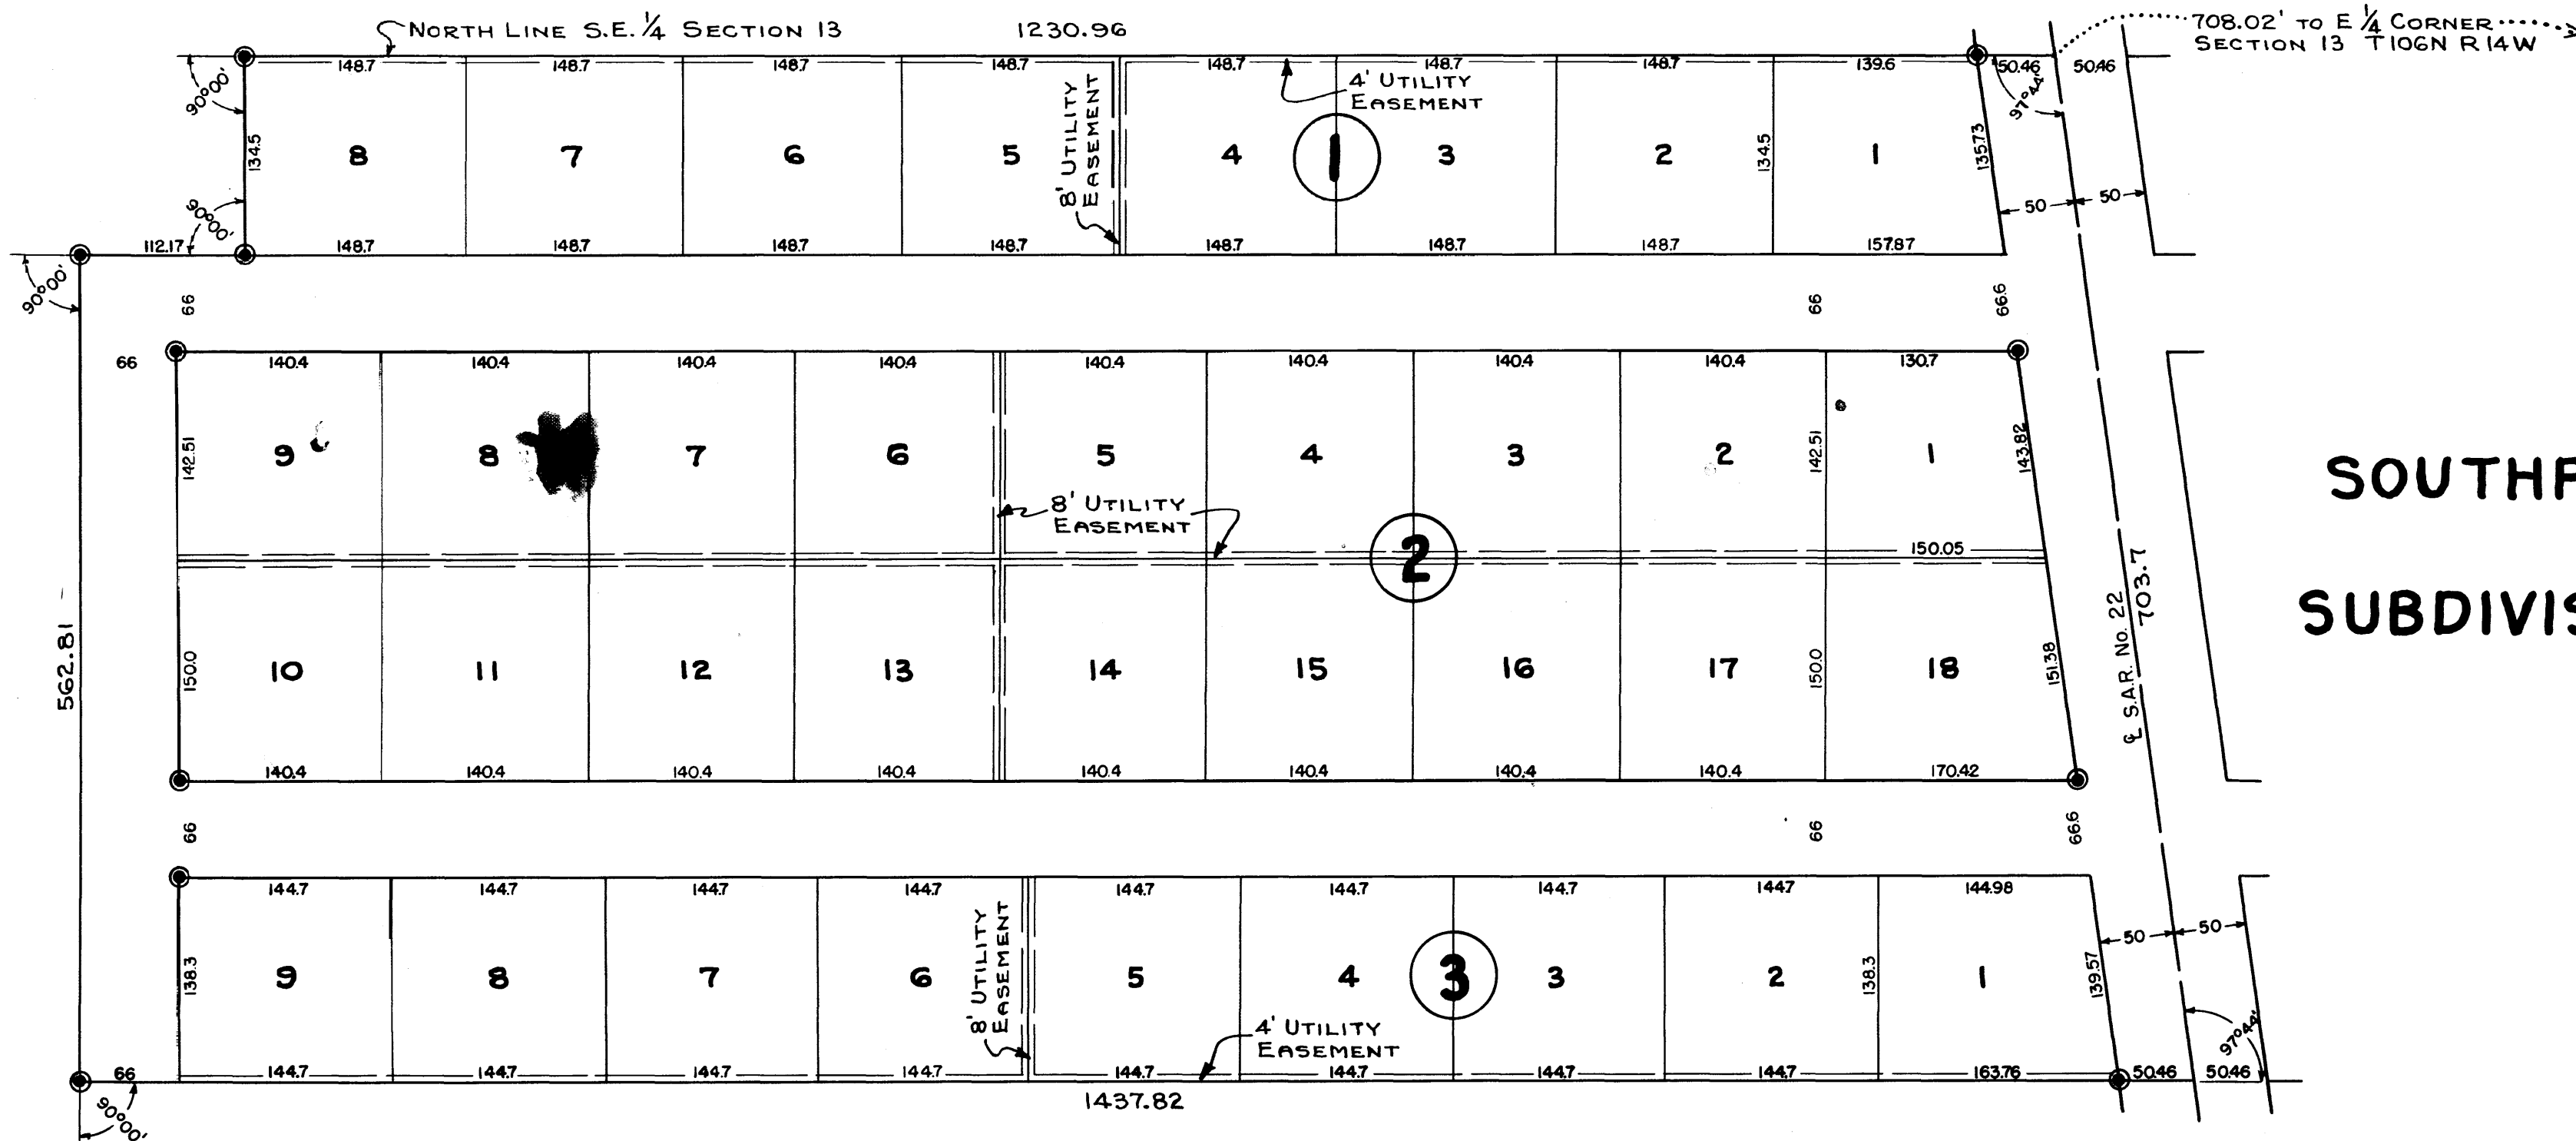 NORTH LINE S.E. 1/4 SECTION 13
1230.96
708.02' TO E 1/4 CORNER
SECTION 13 T106N R14W
148.7 148.7 148.7 148.7 148.7 148.7 148.7 139.6 50.46 50.46
90°00'
97°44'
4' UTILITY
EASEMENT
8' UTILITY
EASEMENT
134.5 134.5 135.73
8 7 6 5 4 1 3 2 1
90°00'
50 50
112.17 148.7 148.7 148.7 148.7 148.7 148.7 148.7 157.87
90°00'
66 66 66.6
66 140.4 140.4 140.4 140.4 140.4 140.4 140.4 140.4 130.7
142.51 142.51 143.82
9 8 7 6 5 4 3 2 1
SOUTHP
8' UTILITY
EASEMENT
2
150.05
703.7
℄ S.A.R. No. 22
SUBDIVIS
562.81
150.0 150.0 151.38
10 11 12 13 14 15 16 17 18
140.4 140.4 140.4 140.4 140.4 140.4 140.4 140.4 170.42
66 66 66.6
144.7 144.7 144.7 144.7 144.7 144.7 144.7 144.7 144.98
50 50
8' UTILITY
EASEMENT
138.3 138.3 139.57
9 8 7 6 5 4 3 3 2 1
4' UTILITY
EASEMENT
97°44'
66 144.7 144.7 144.7 144.7 144.7 144.7 144.7 144.7 163.76 50.46 50.46
90°00'
1437.82